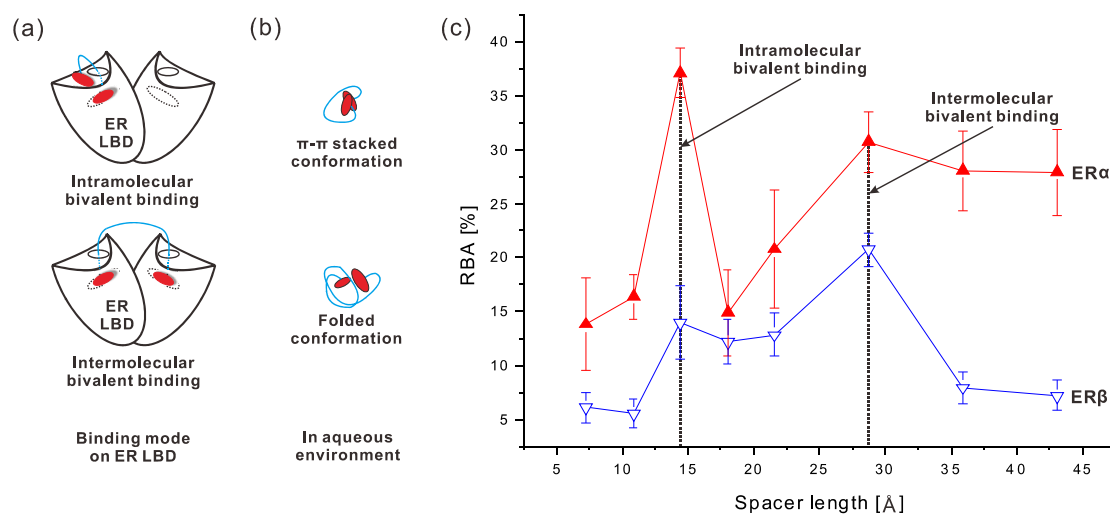 (a)
ER
LBD
Intramolecular
bivalent binding
ER
LBD
Intermolecular
bivalent binding
Binding mode
on ER LBD
(b)
π-π stacked
conformation
Folded
conformation
In aqueous
environment
(c)
RBA [%]
40
35
30
25
20
15
10
5
Intramolecular
bivalent binding
Intermolecular
bivalent binding
ERα
ERβ
5 10 15 20 25 30 35 40 45
Spacer length [Å]